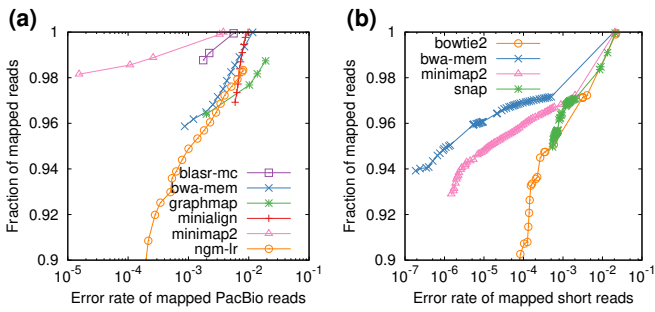 (a)
Fraction of mapped reads
1
0.98
0.96
0.94
0.92
0.9
blasr-mc
bwa-mem
graphmap
minialign
minimap2
ngm-lr
10-5 10-4 10-3 10-2 10-1
Error rate of mapped PacBio reads
(b)
Fraction of mapped reads
1
0.98
0.96
0.94
0.92
0.9
bowtie2
bwa-mem
minimap2
snap
10-7 10-6 10-5 10-4 10-3 10-2 10-1
Error rate of mapped short reads